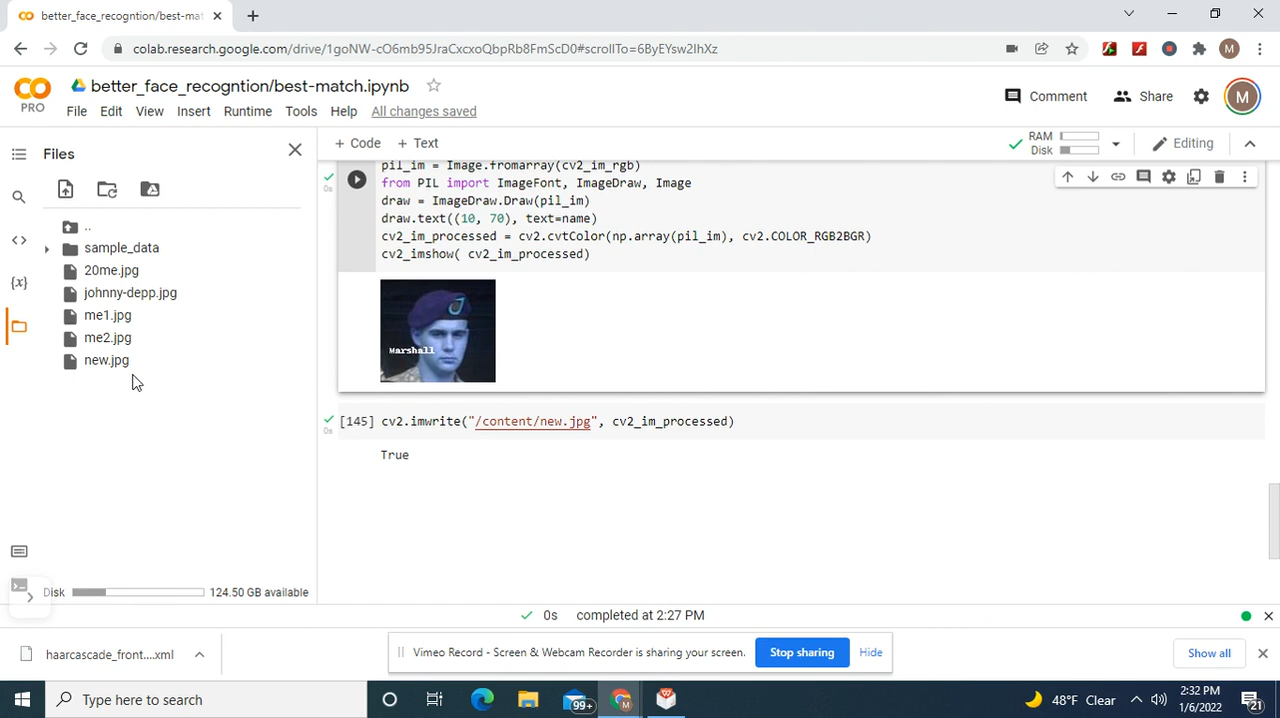 better_face_recogntion/best-mat
colab.research.google.com/drive/1goNW-cO6mb95JraCxcxoQbpRb8FmScD0#scrollTo=6ByEYsw2IhXz
M
PRO
better_face_recogntion/best-match.ipynb
File Edit View Insert Runtime Tools Help All changes saved
Comment Share M
Files
+ Code + Text
RAM
Disk
Editing
..
sample_data
20me.jpg
johnny-depp.jpg
me1.jpg
me2.jpg
new.jpg
{x}
Disk 124.50 GB available
0s
pil_im = Image.fromarray(cv2_im_rgb)
from PIL import ImageFont, ImageDraw, Image
draw = ImageDraw.Draw(pil_im)
draw.text((10, 70), text=name)
cv2_im_processed = cv2.cvtColor(np.array(pil_im), cv2.COLOR_RGB2BGR)
cv2_imshow( cv2_im_processed)
Marshall
0s
[145] cv2.imwrite("/content/new.jpg", cv2_im_processed)
True
0s completed at 2:27 PM
haarcascade_front....xml
Vimeo Record - Screen & Webcam Recorder is sharing your screen. Stop sharing Hide
Show all
Type here to search
99+
M
48°F Clear
2:32 PM
1/6/2022
21